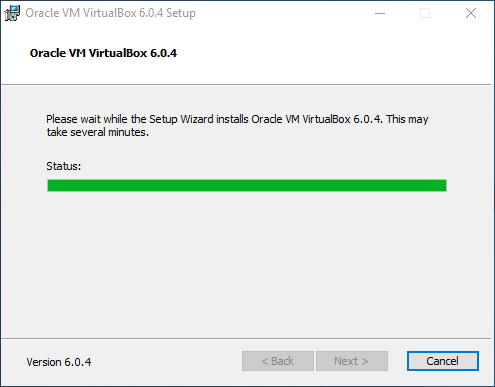 Oracle VM VirtualBox 6.0.4 Setup
Oracle VM VirtualBox 6.0.4
Please wait while the Setup Wizard installs Oracle VM VirtualBox 6.0.4. This may
take several minutes.
Status:
Version 6.0.4
< Back
Next >
Cancel